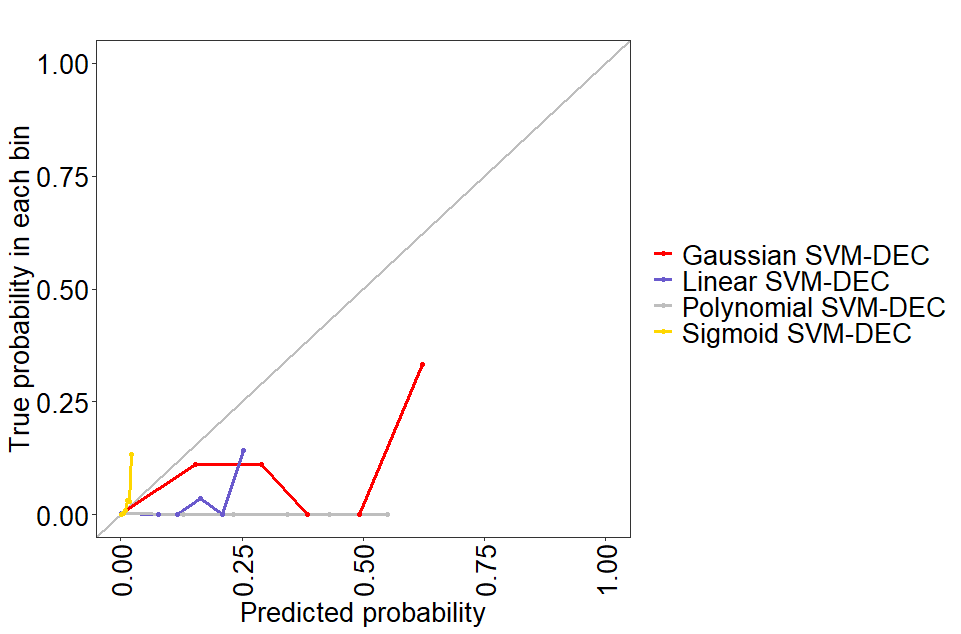 True probability in each bin
1.00
0.75
0.50
0.25
0.00
0.00
0.25
0.50
0.75
1.00
Predicted probability
Gaussian SVM-DEC
Linear SVM-DEC
Polynomial SVM-DEC
Sigmoid SVM-DEC